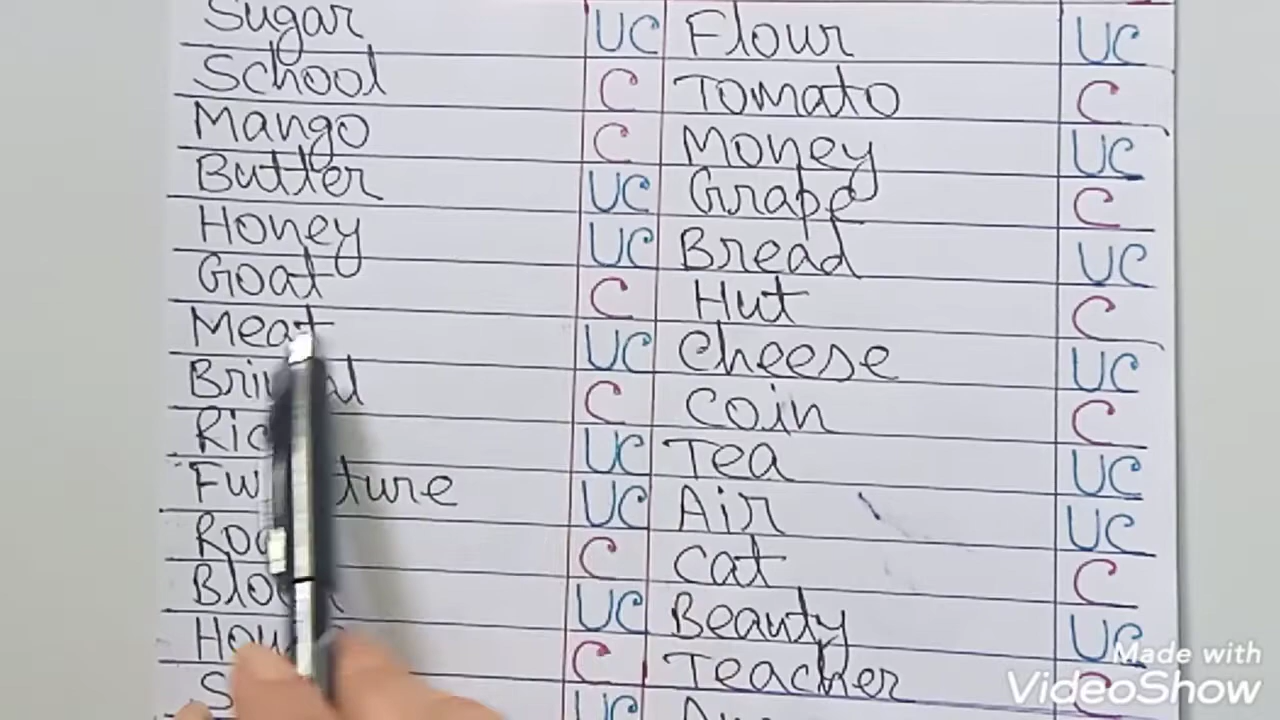 Sugar UC Flour UC
School C Tomato C
Mango C Money UC
Butter UC Grape C
Honey UC Bread UC
Goat C Hut C
Meat UC Cheese UC
C Coin C
UC Tea UC
UC Air UC
C Cat C
UC Beauty UC
C Teacher C
UC
Made with
VideoShow